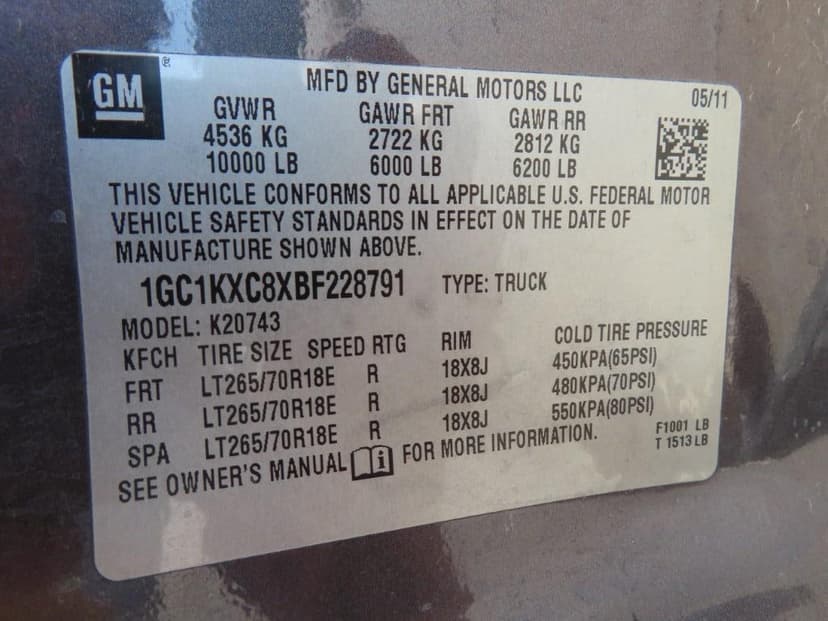 GM ®
MFD BY GENERAL MOTORS LLC 05/11
GVWR GAWR FRT GAWR RR
4536 KG 2722 KG 2812 KG
10000 LB 6000 LB 6200 LB
THIS VEHICLE CONFORMS TO ALL APPLICABLE U.S. FEDERAL MOTOR
VEHICLE SAFETY STANDARDS IN EFFECT ON THE DATE OF
MANUFACTURE SHOWN ABOVE.
1GC1KXC8XBF228791 TYPE: TRUCK
MODEL: K20743
KFCH TIRE SIZE SPEED RTG RIM COLD TIRE PRESSURE
FRT LT265/70R18E R 18X8J 450KPA(65PSI)
RR LT265/70R18E R 18X8J 480KPA(70PSI)
SPA LT265/70R18E R 18X8J 550KPA(80PSI)
SEE OWNER'S MANUAL i FOR MORE INFORMATION.
F1001 LB
T 1513 LB